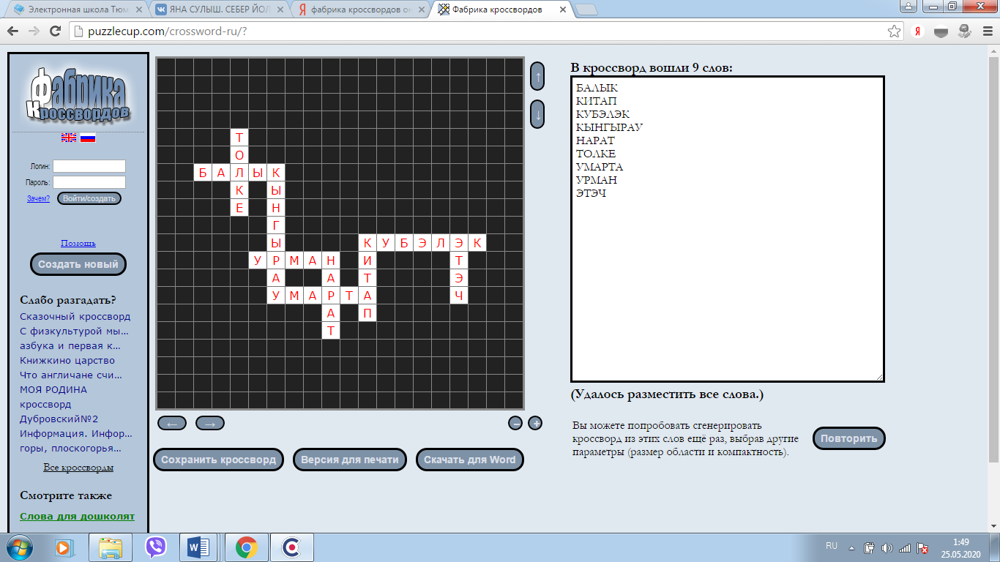 Электронная школа Тюм
ЯНА СУЛЫШ. СЕБЕР ЙОЛ
фабрика кроссвордов он
Фабрика кроссвордов
puzzlecup.com/crossword-ru/?
Фабрика
Кроссвордов
Логин:
Пароль:
Зачем?
Войти/создать
Помощь
Создать новый
Слабо разгадать?
Сказочный кроссворд
С физкультурой мы...
азбука и первая к...
Книжкино царство
Что англичане счи...
МОЯ РОДИНА
кроссворд
Дубровский№2
Информация. Инфор...
горы, плоскогорья...
Все кроссворды
Смотрите также
Слова для дошколят
Т
О
Б А Л Ы К
К Ы
Е Н
Г
Ы К У Б Э Л Э К
У Р М А Н И Т
А А Т Э
У М А Р Т А Ч
А П
Т
← →
− +
↑
↓
Сохранить кроссворд
Версия для печати
Скачать для Word
В кроссворд вошли 9 слов:
БАЛЫК
КИТАП
КУБЭЛЭК
КЫНГЫРАУ
НАРАТ
ТОЛКЕ
УМАРТА
УРМАН
ЭТЭЧ
(Удалось разместить все слова.)
Вы можете попробовать сгенерировать
кроссворд из этих слов ещё раз, выбрав другие
параметры (размер области и компактность).
Повторить
RU
1:49
25.05.2020